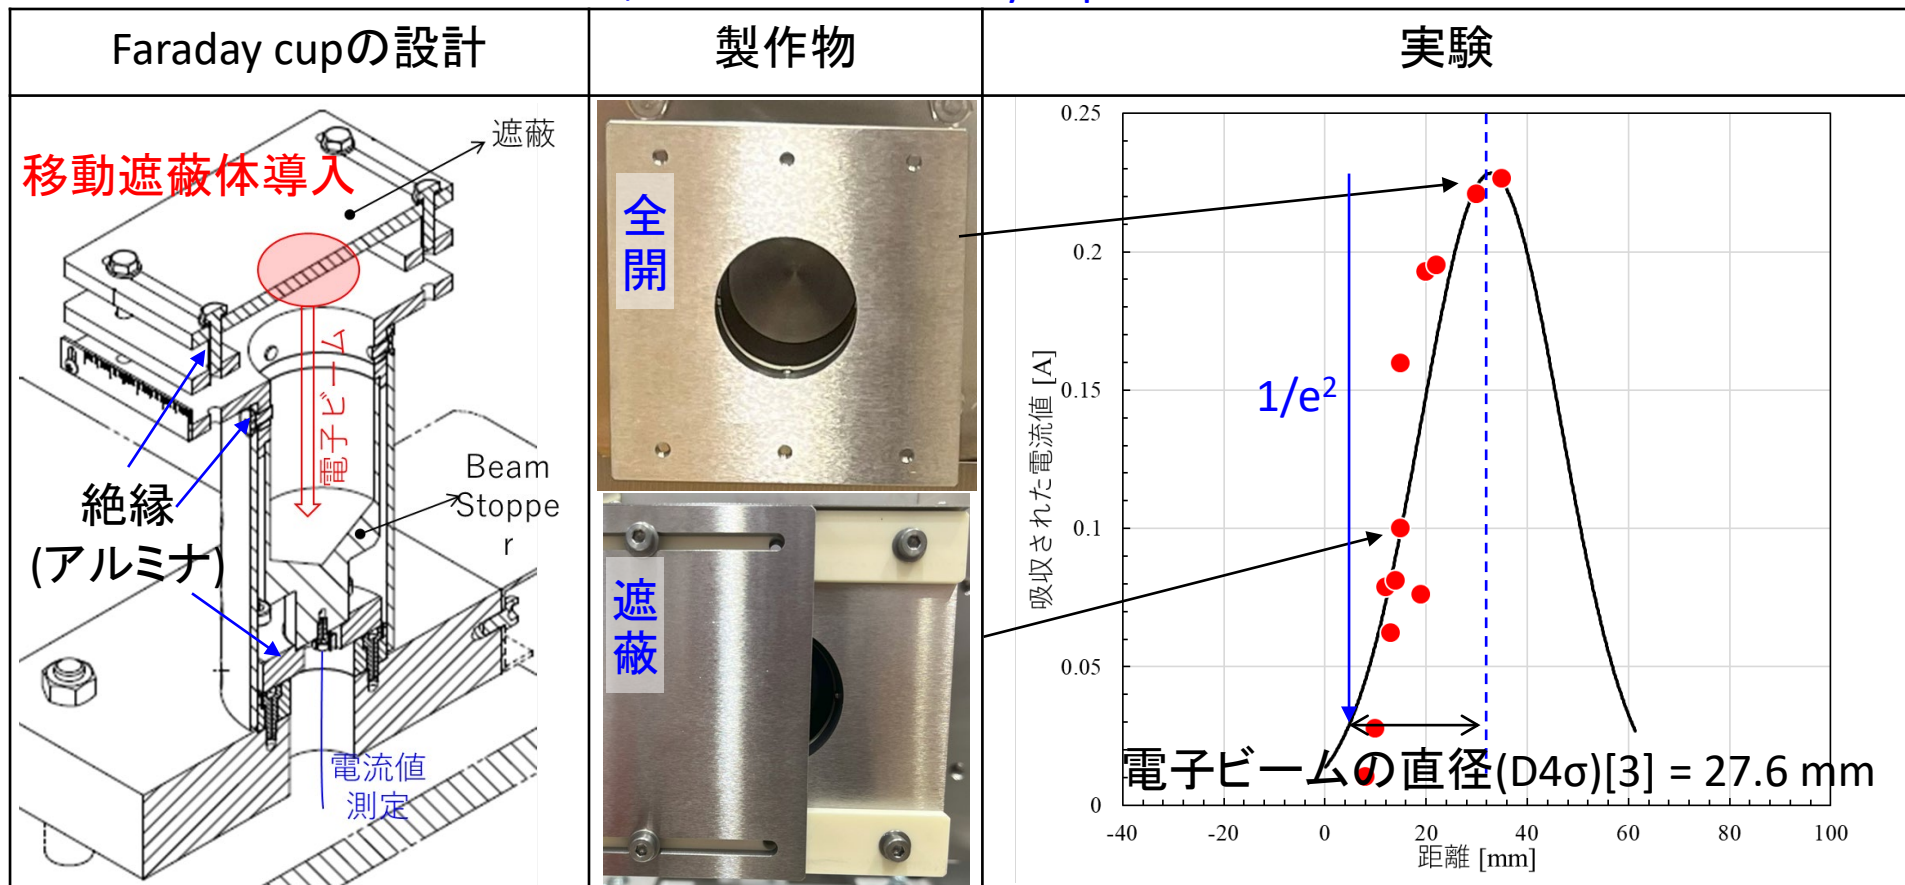 Faraday cupの設計
製作物
実験
移動遮蔽体導入
遮蔽
電子ビーム
Beam
Stoppe
r
絶縁
(アルミナ)
電流値
測定
全
開
遮
蔽
吸収された電流値 [A]
0.25
0.2
0.15
0.1
0.05
0
1/e²
電子ビームの直径(D4σ)[3] = 27.6 mm
-40
-20
0
20
40
60
80
100
距離 [mm]